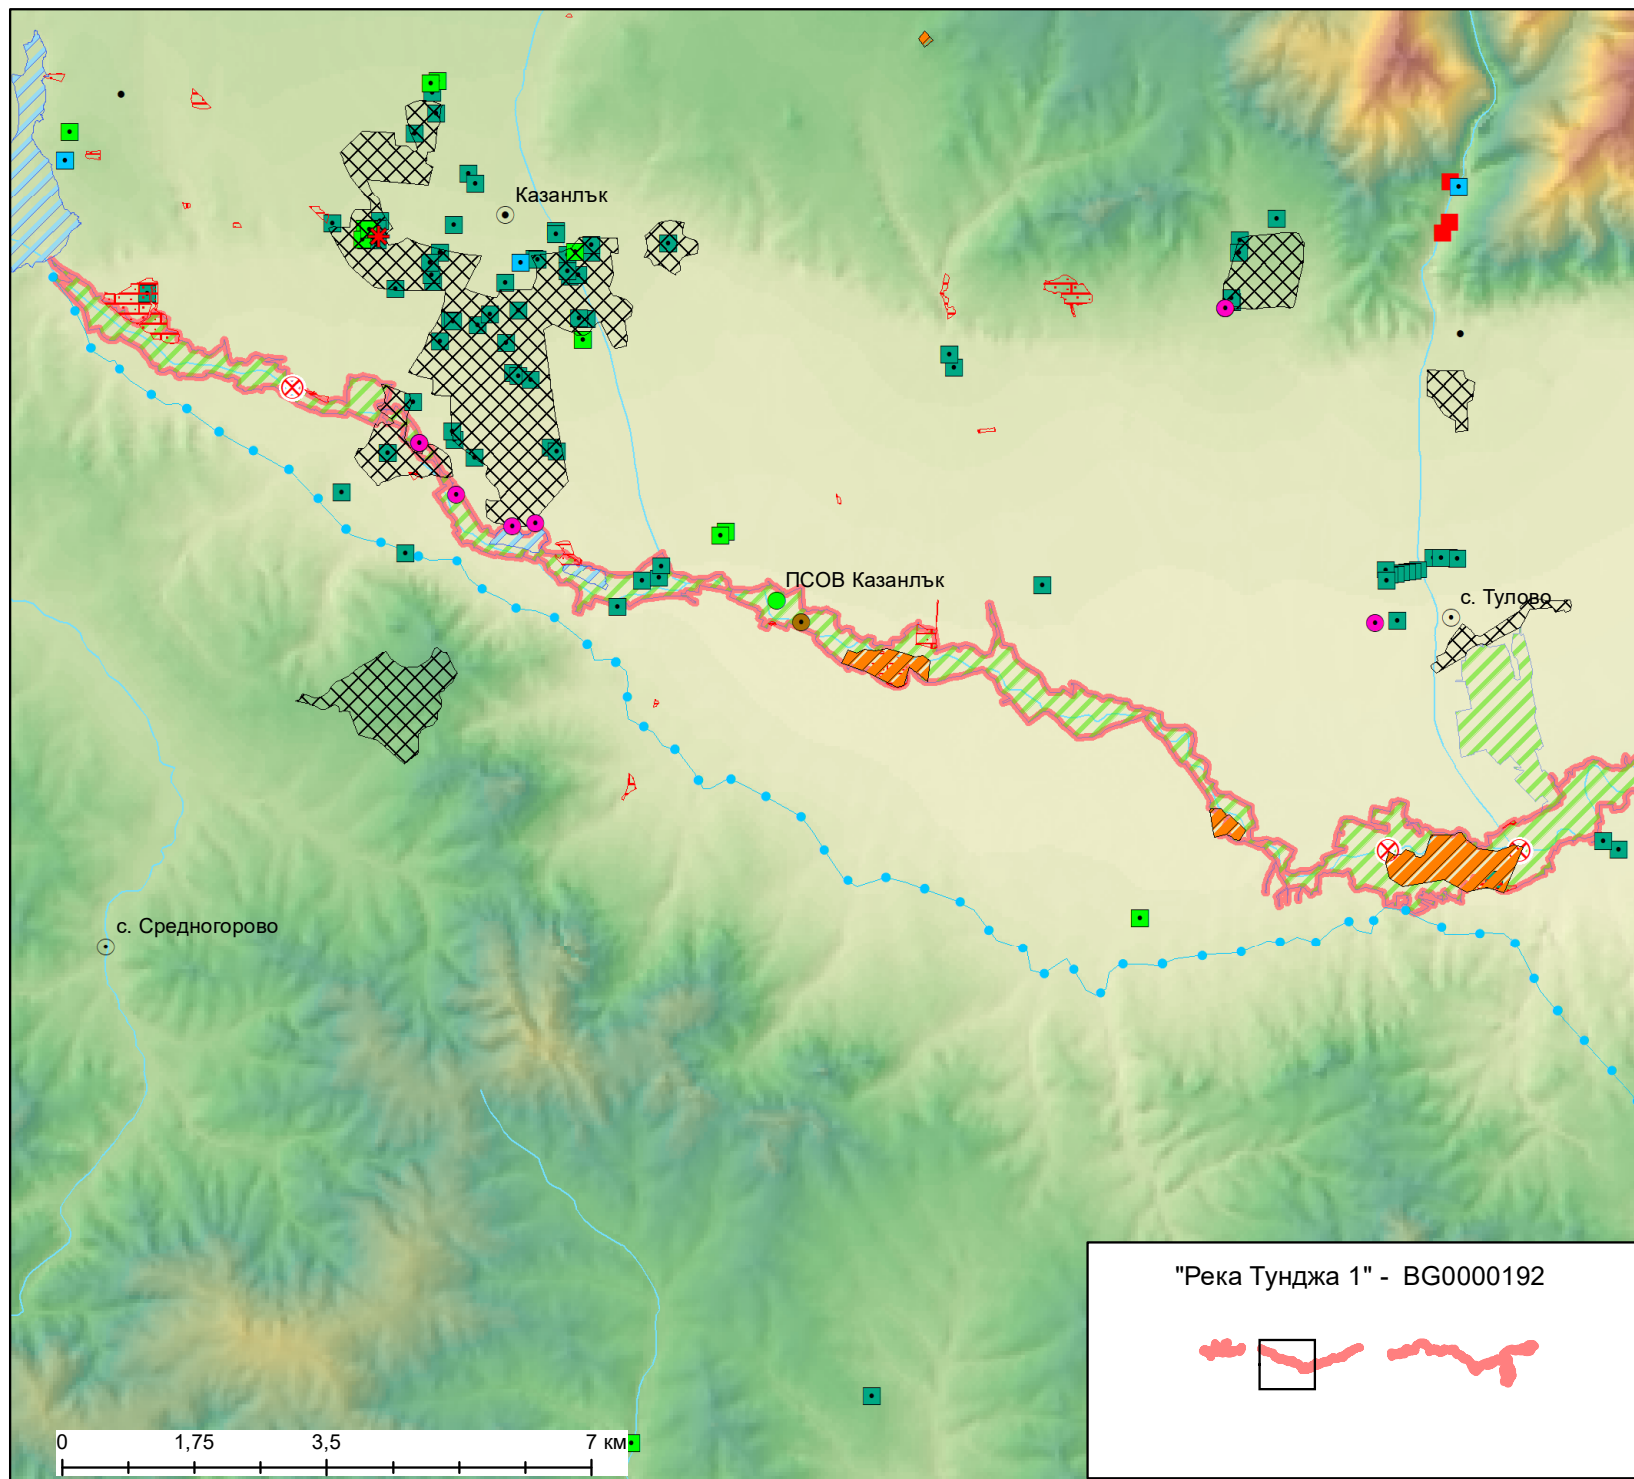 Казанлък
ПСОВ Казанлък
с. Тулово
с. Средногорово
"Река Тунджа 1" - BG0000192
0 1,75 3,5 7 км